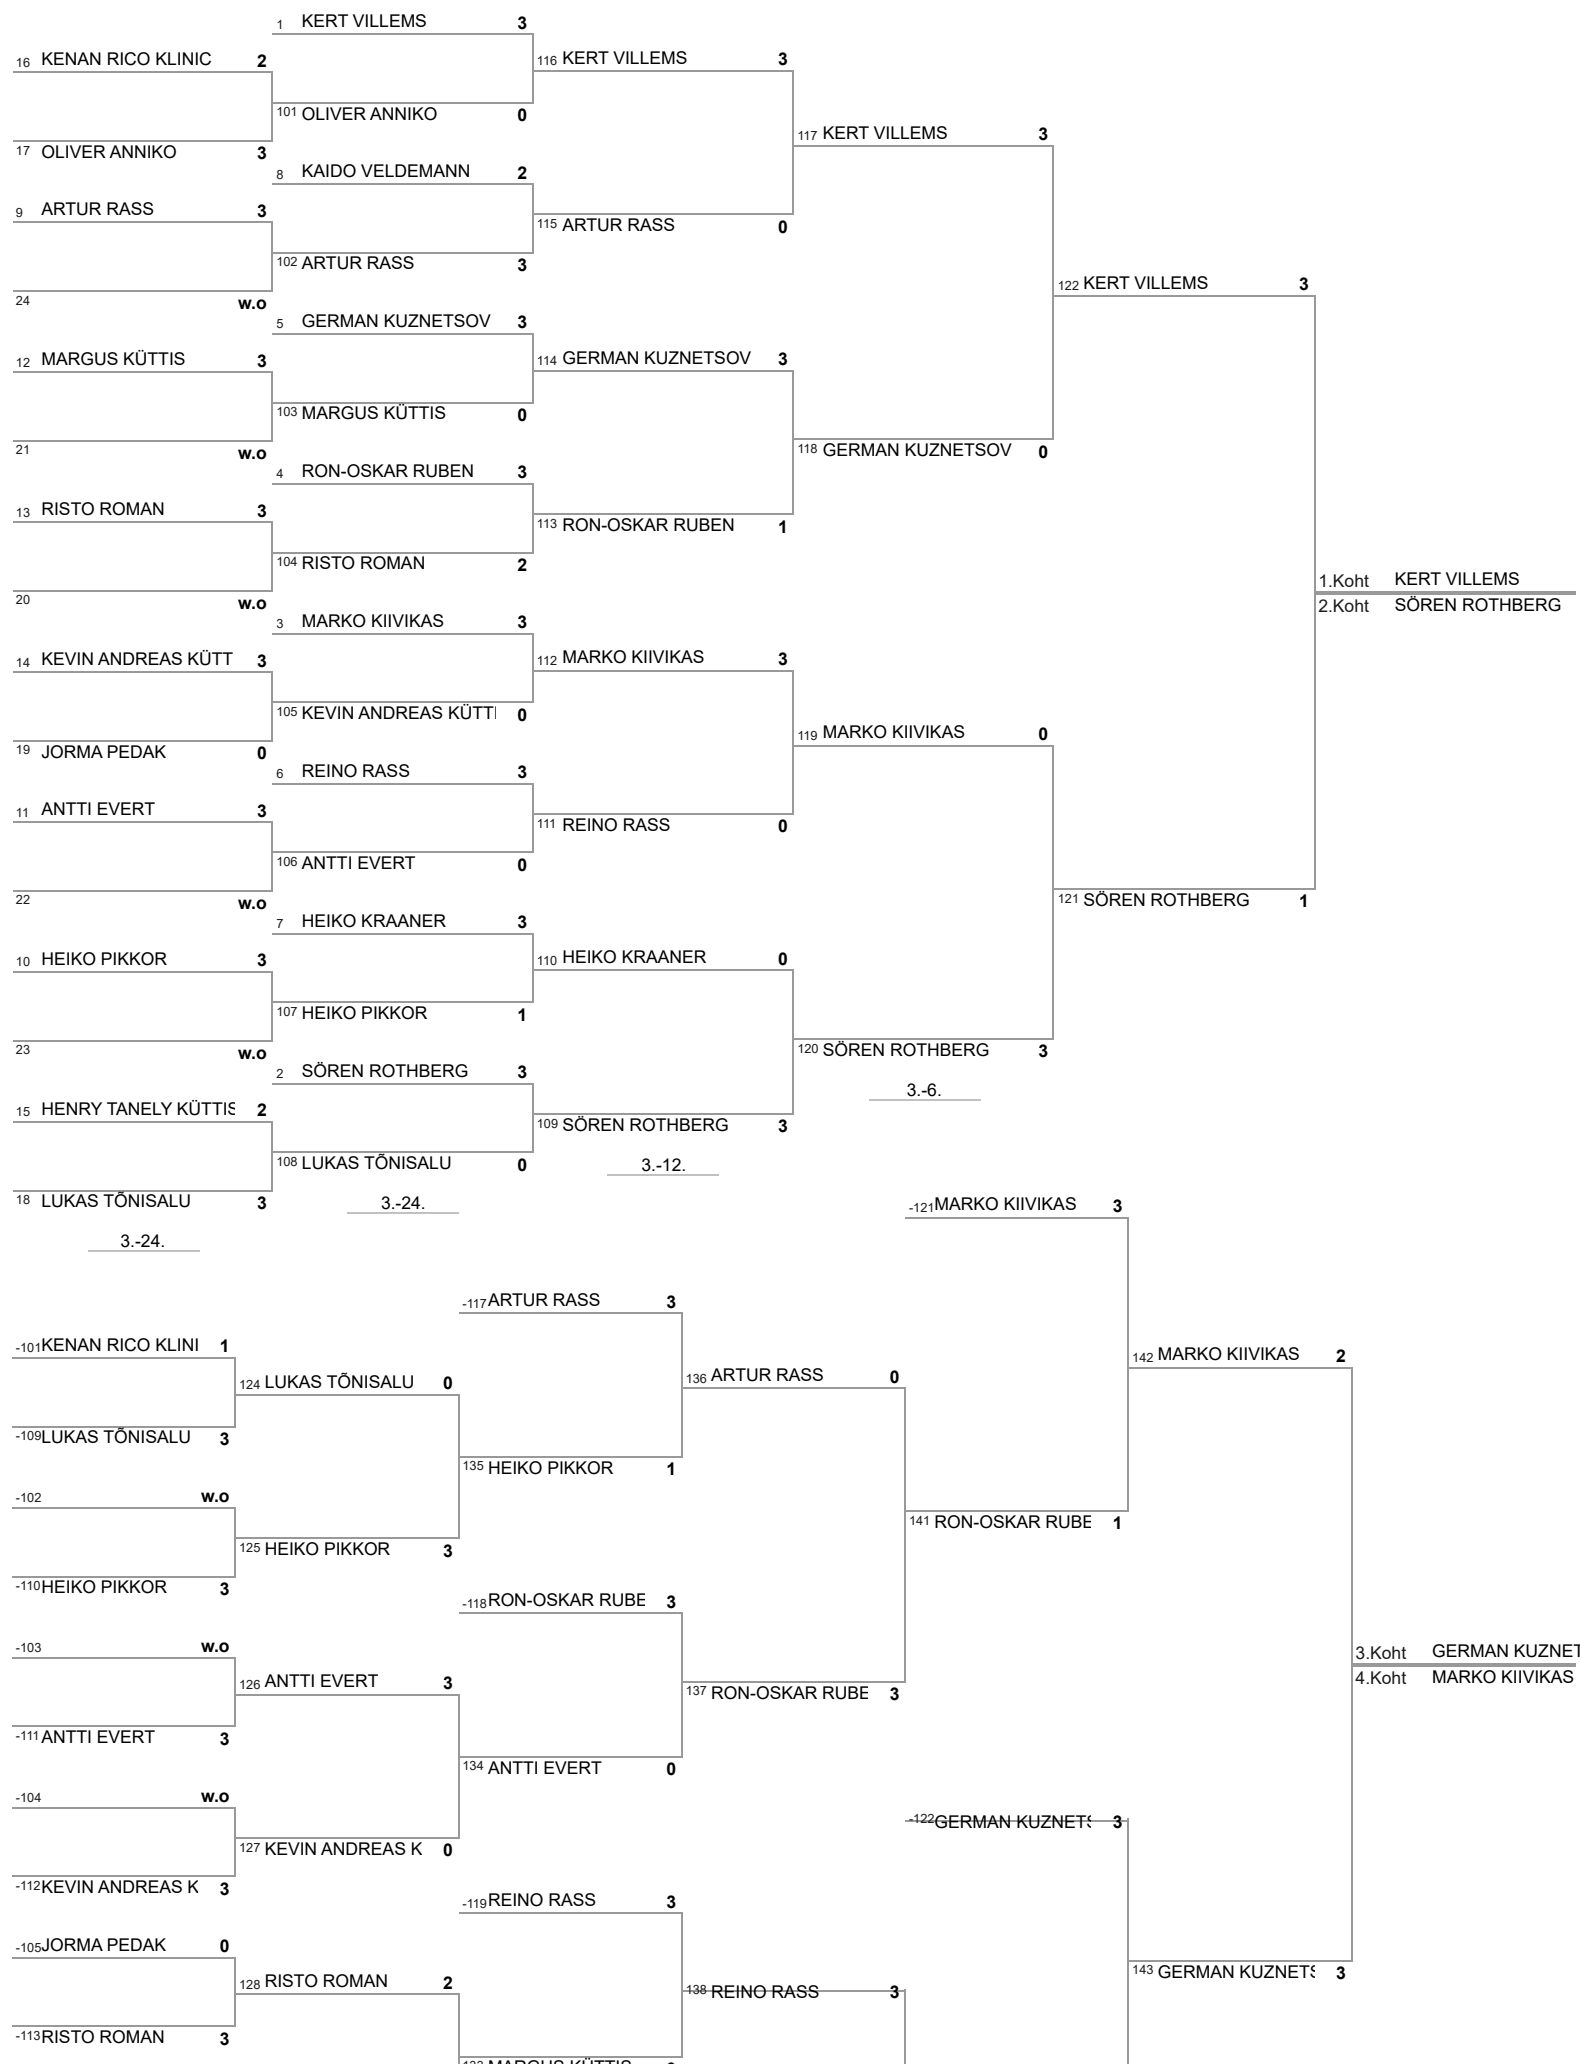 1 KERT VILLEMS 3
16 KENAN RICO KLINIC 2
116 KERT VILLEMS 3
101 OLIVER ANNIKO 0
117 KERT VILLEMS 3
17 OLIVER ANNIKO 3
8 KAIDO VELDEMANN 2
9 ARTUR RASS 3
115 ARTUR RASS 0
102 ARTUR RASS 3
122 KERT VILLEMS 3
24 w.o
5 GERMAN KUZNETSOV 3
12 MARGUS KÜTTIS 3
114 GERMAN KUZNETSOV 3
103 MARGUS KÜTTIS 0
118 GERMAN KUZNETSOV 0
21 w.o
4 RON-OSKAR RUBEN 3
13 RISTO ROMAN 3
113 RON-OSKAR RUBEN 1
104 RISTO ROMAN 2
1.Koht KERT VILLEMS
20 w.o
2.Koht SÖREN ROTHBERG
3 MARKO KIIVIKAS 3
14 KEVIN ANDREAS KÜTT 3
112 MARKO KIIVIKAS 3
105 KEVIN ANDREAS KÜTTI 0
119 MARKO KIIVIKAS 0
19 JORMA PEDAK 0
6 REINO RASS 3
11 ANTTI EVERT 3
111 REINO RASS 0
106 ANTTI EVERT 0
22 w.o
121 SÖREN ROTHBERG 1
7 HEIKO KRAANER 3
10 HEIKO PIKKOR 3
110 HEIKO KRAANER 0
107 HEIKO PIKKOR 1
23 w.o
120 SÖREN ROTHBERG 3
2 SÖREN ROTHBERG 3
3.-6.
15 HENRY TANELY KÜTTIS 2
109 SÖREN ROTHBERG 3
108 LUKAS TÕNISALU 0
3.-12.
18 LUKAS TÕNISALU 3
3.-24.
-121 MARKO KIIVIKAS 3
3.-24.
-117 ARTUR RASS 3
-101 KENAN RICO KLINI 1
142 MARKO KIIVIKAS 2
124 LUKAS TÕNISALU 0
136 ARTUR RASS 0
-109 LUKAS TÕNISALU 3
135 HEIKO PIKKOR 1
-102 w.o
141 RON-OSKAR RUBE 1
125 HEIKO PIKKOR 3
-110 HEIKO PIKKOR 3
-118 RON-OSKAR RUBE 3
-103 w.o
3.Koht GERMAN KUZNET
126 ANTTI EVERT 3
4.Koht MARKO KIIVIKAS
137 RON-OSKAR RUBE 3
-111 ANTTI EVERT 3
134 ANTTI EVERT 0
-104 w.o
-122 GERMAN KUZNETS 3
127 KEVIN ANDREAS K 0
-112 KEVIN ANDREAS K 3
-119 REINO RASS 3
-105 JORMA PEDAK 0
143 GERMAN KUZNETS 3
128 RISTO ROMAN 2
138 REINO RASS 3
-113 RISTO ROMAN 3
MARGUS KÜTTIS